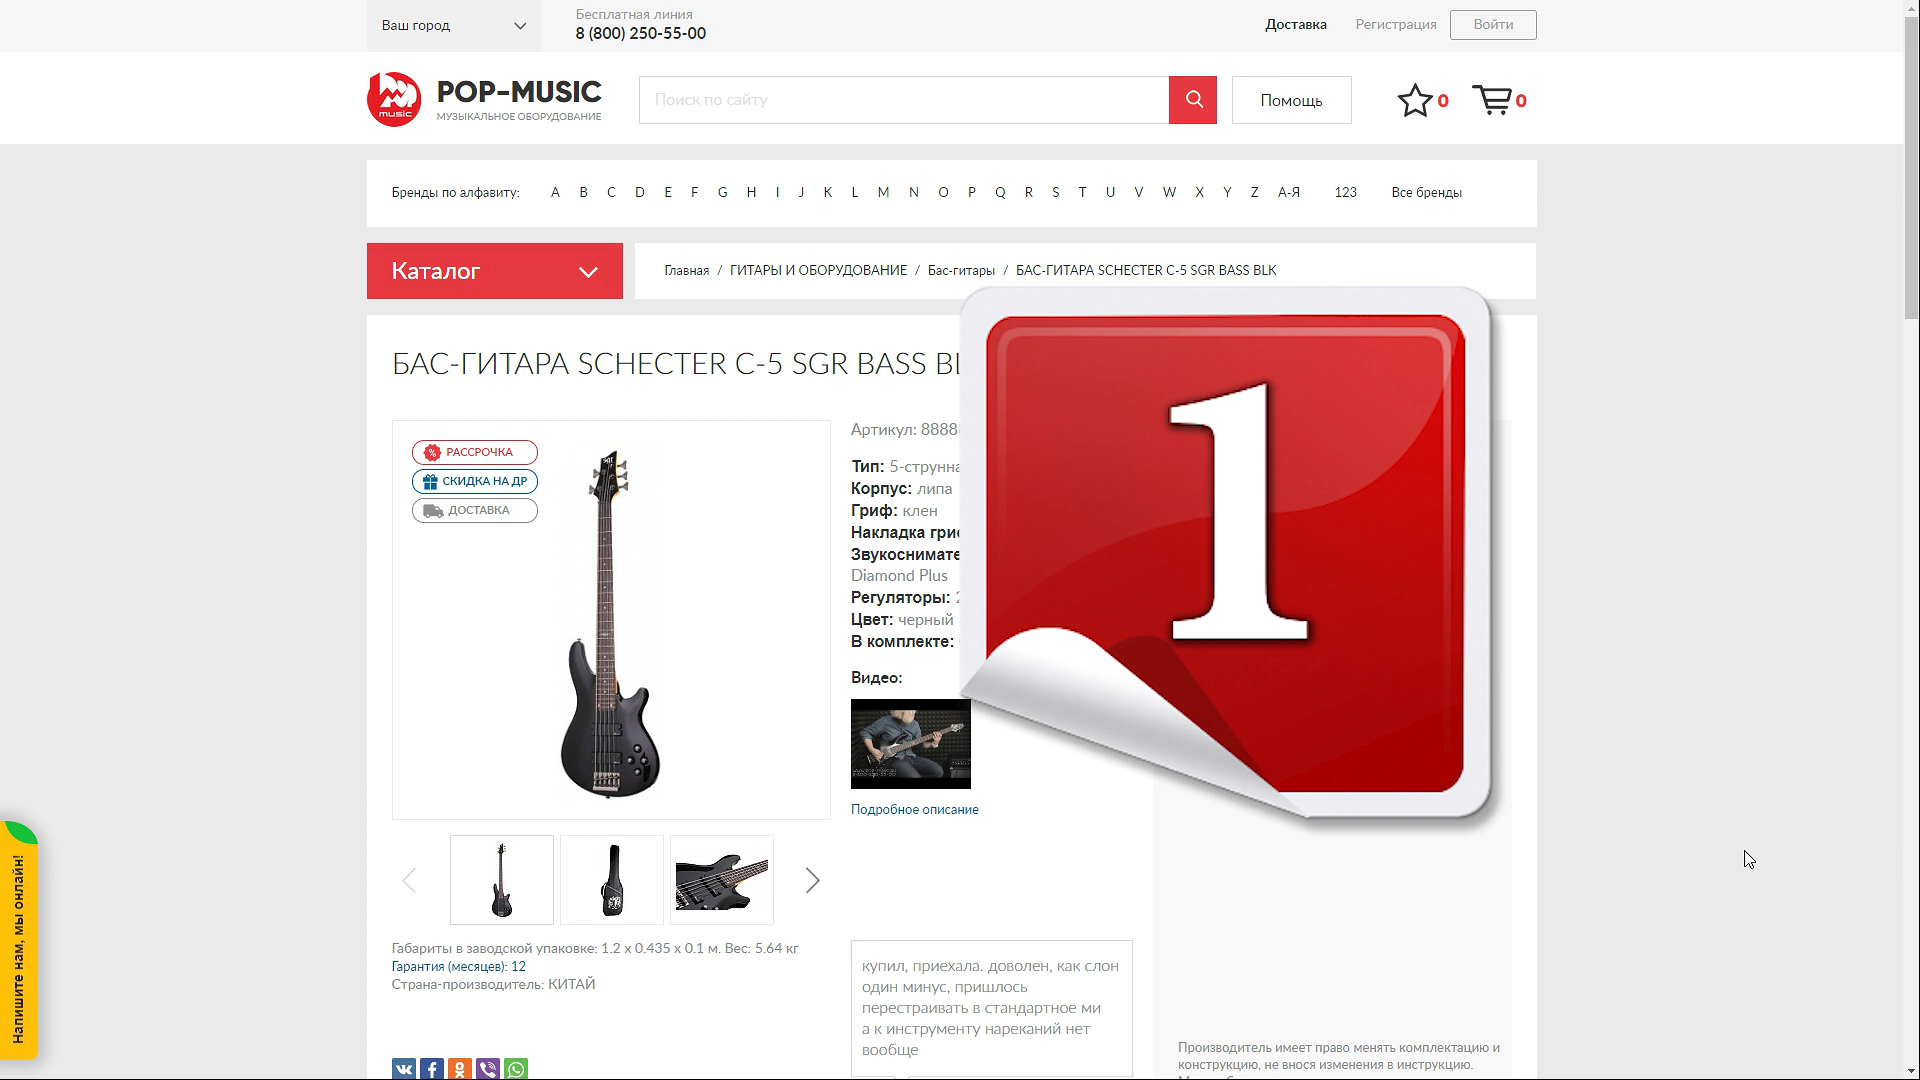 Ваш город
Бесплатная линия
8 (800) 250-55-00
Доставка
Регистрация
Войти
music
POP-MUSIC
МУЗЫКАЛЬНОЕ ОБОРУДОВАНИЕ
Поиск по сайту
Помощь
0
0
Бренды по алфавиту: A B C D E F G H I J K L M N O P Q R S T U V W X Y Z А-Я 123 Все бренды
Каталог
Главная / ГИТАРЫ И ОБОРУДОВАНИЕ / Бас-гитары / БАС-ГИТАРА SCHECTER C-5 SGR BASS BLK
БАС-ГИТАРА SCHECTER C-5 SGR BASS
1
РАССРОЧКА
СКИДКА НА ДР
ДОСТАВКА
Артикул: 8888
Тип: 5-струнна
Корпус: липа
Гриф: клен
Накладка гри
Звукоснимате
Diamond Plus
Регуляторы: 2
Цвет: черный
В комплекте:
Видео:
Подробное описание
Габариты в заводской упаковке: 1.2 x 0.435 x 0.1 м. Вес: 5.64 кг
Гарантия (месяцев): 12
Страна-производитель: КИТАЙ
купил, приехала. доволен, как слон
один минус, пришлось
перестраивать в стандартное ми
а к инструменту нареканий нет
вообще
Производитель имеет право менять комплектацию и
конструкцию, не внося изменения в инструкцию.
Напишите нам, мы онлайн!